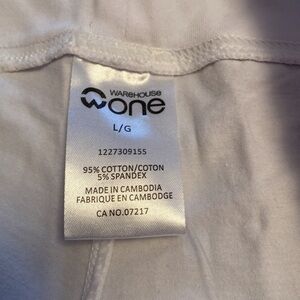 WAREHOUSE
one
L/G
1227309155
95% COTTON/COTON
5% SPANDEX
MADE IN CAMBODIA
FABRIQUE EN CAMBODGE
CA NO.07217